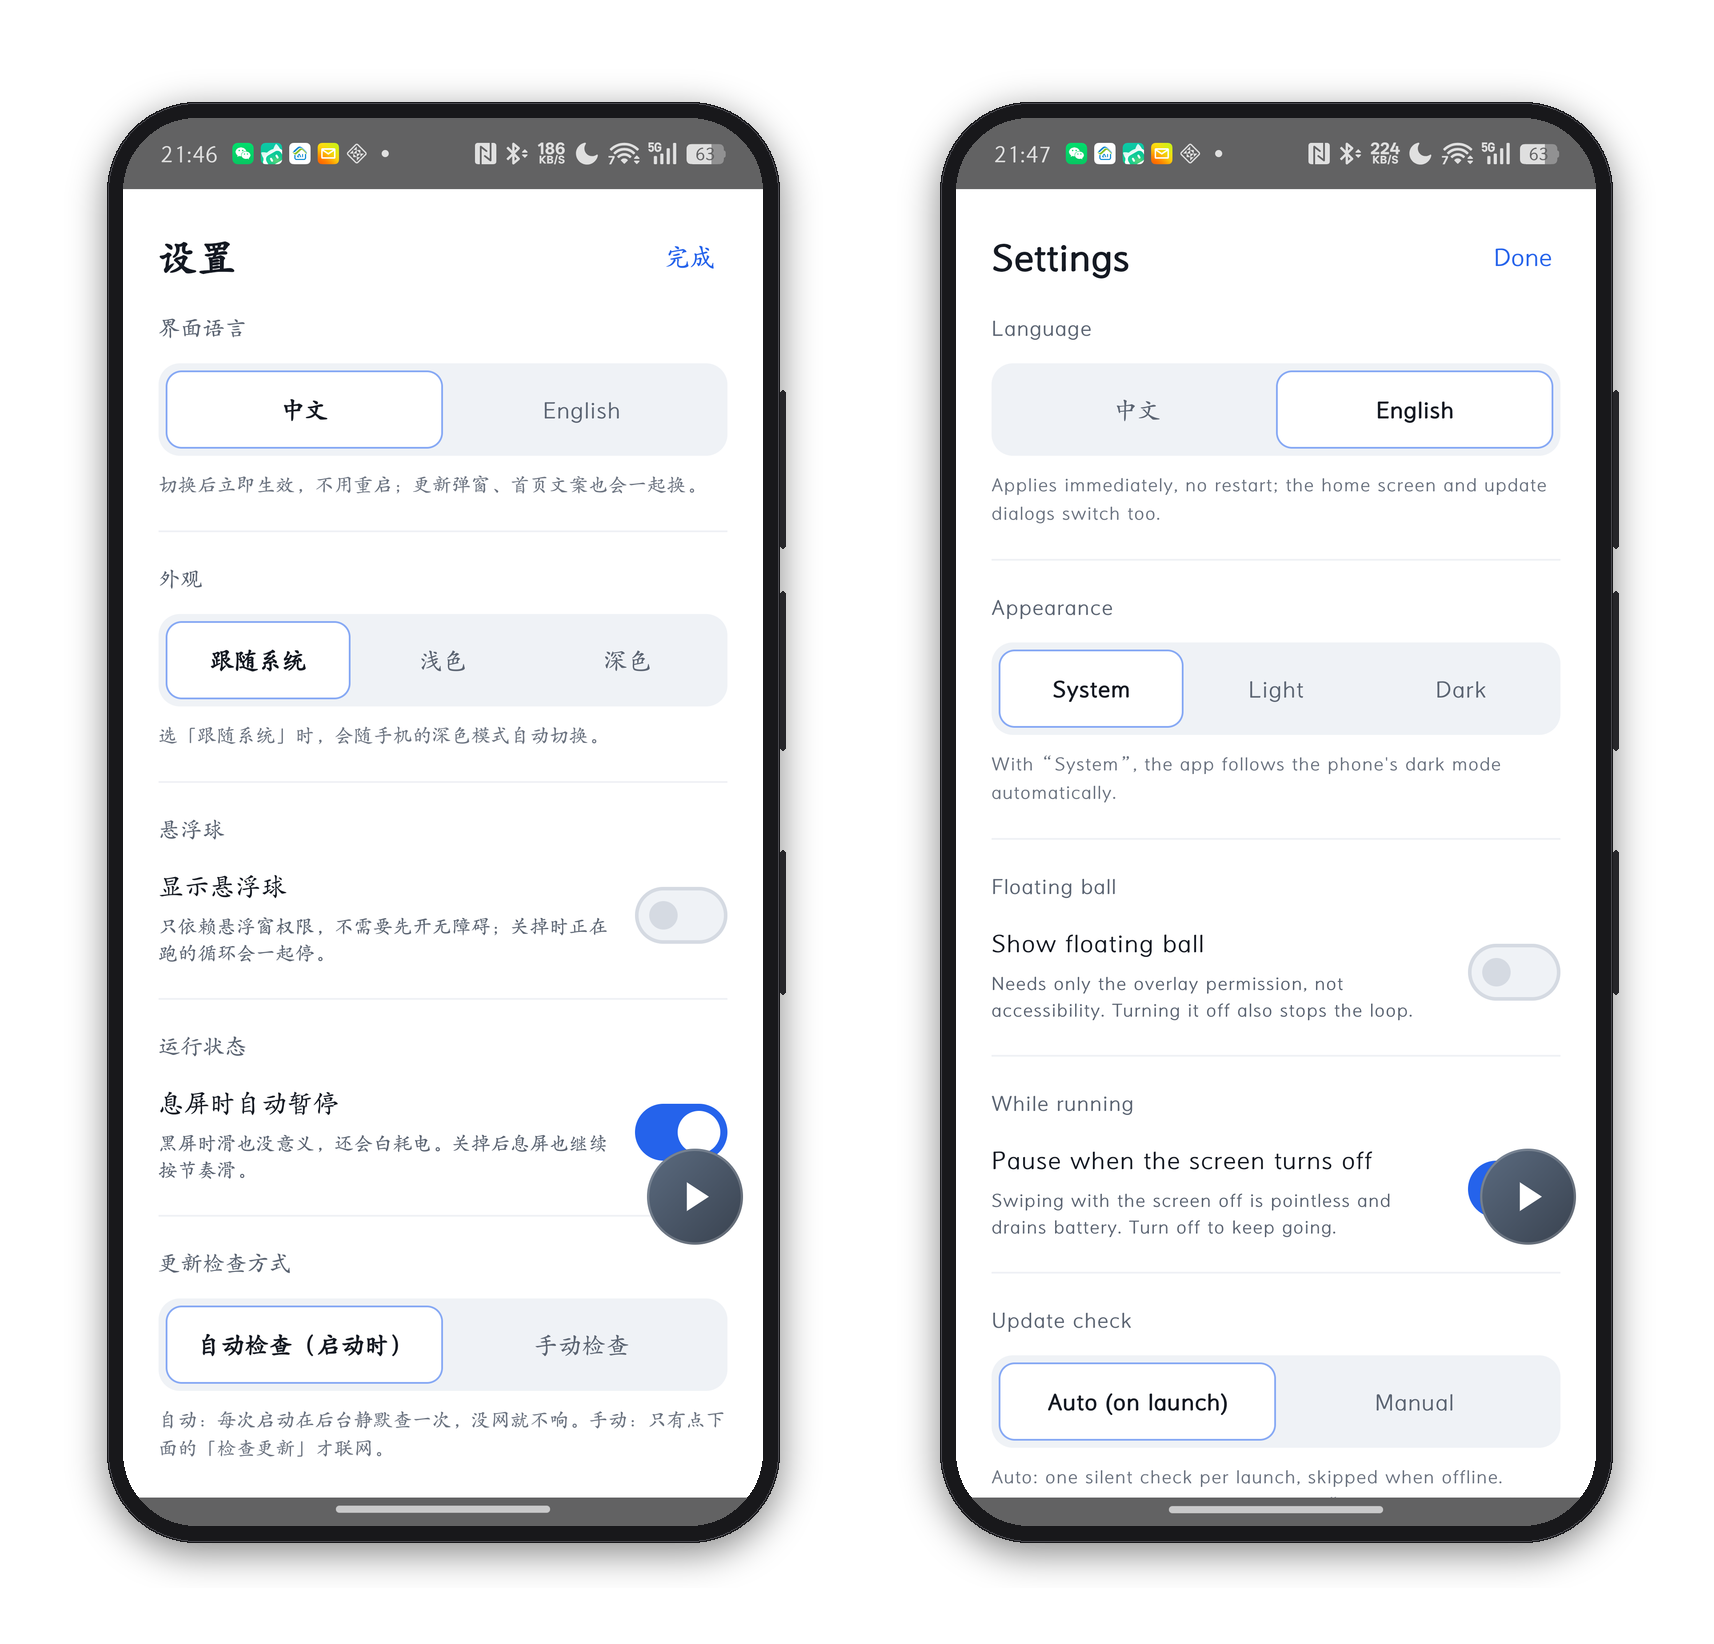 21:46
186 KB/S
5G
63
设置
完成
界面语言
中文
English
切换后立即生效，不用重启；更新弹窗、首页文案也会一起换。
外观
跟随系统
浅色
深色
选「跟随系统」时，会随手机的深色模式自动切换。
悬浮球
显示悬浮球
只依赖悬浮窗权限，不需要先开无障碍；关掉时正在
跑的循环会一起停。
运行状态
息屏时自动暂停
黑屏时滑也没意义，还会白耗电。关掉后息屏也继续
按节奏滑。
更新检查方式
自动检查（启动时）
手动检查
自动：每次启动在后台静默查一次，没网就不响。手动：只有点下
面的「检查更新」才联网。
21:47
224 KB/S
5G
63
Settings
Done
Language
中文
English
Applies immediately, no restart; the home screen and update
dialogs switch too.
Appearance
System
Light
Dark
With “System”, the app follows the phone's dark mode
automatically.
Floating ball
Show floating ball
Needs only the overlay permission, not
accessibility. Turning it off also stops the loop.
While running
Pause when the screen turns off
Swiping with the screen off is pointless and
drains battery. Turn off to keep going.
Update check
Auto (on launch)
Manual
Auto: one silent check per launch, skipped when offline.